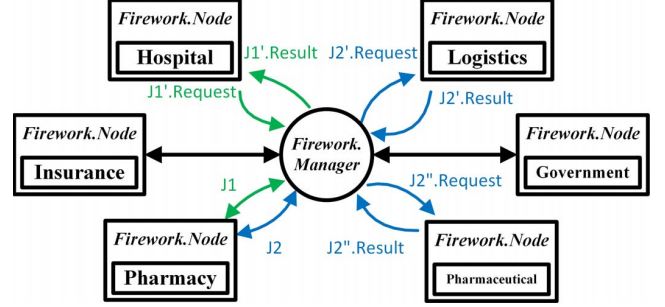 Firework.Node
Hospital
Firework.Node
Logistics
J1'.Result
J2'.Request
J1'.Request
J2'.Result
Firework.Node
Insurance
Firework.
Manager
Firework.Node
Government
J1
J2".Request
Firework.Node
Pharmacy
J2
J2".Result
Firework.Node
Pharmaceutical